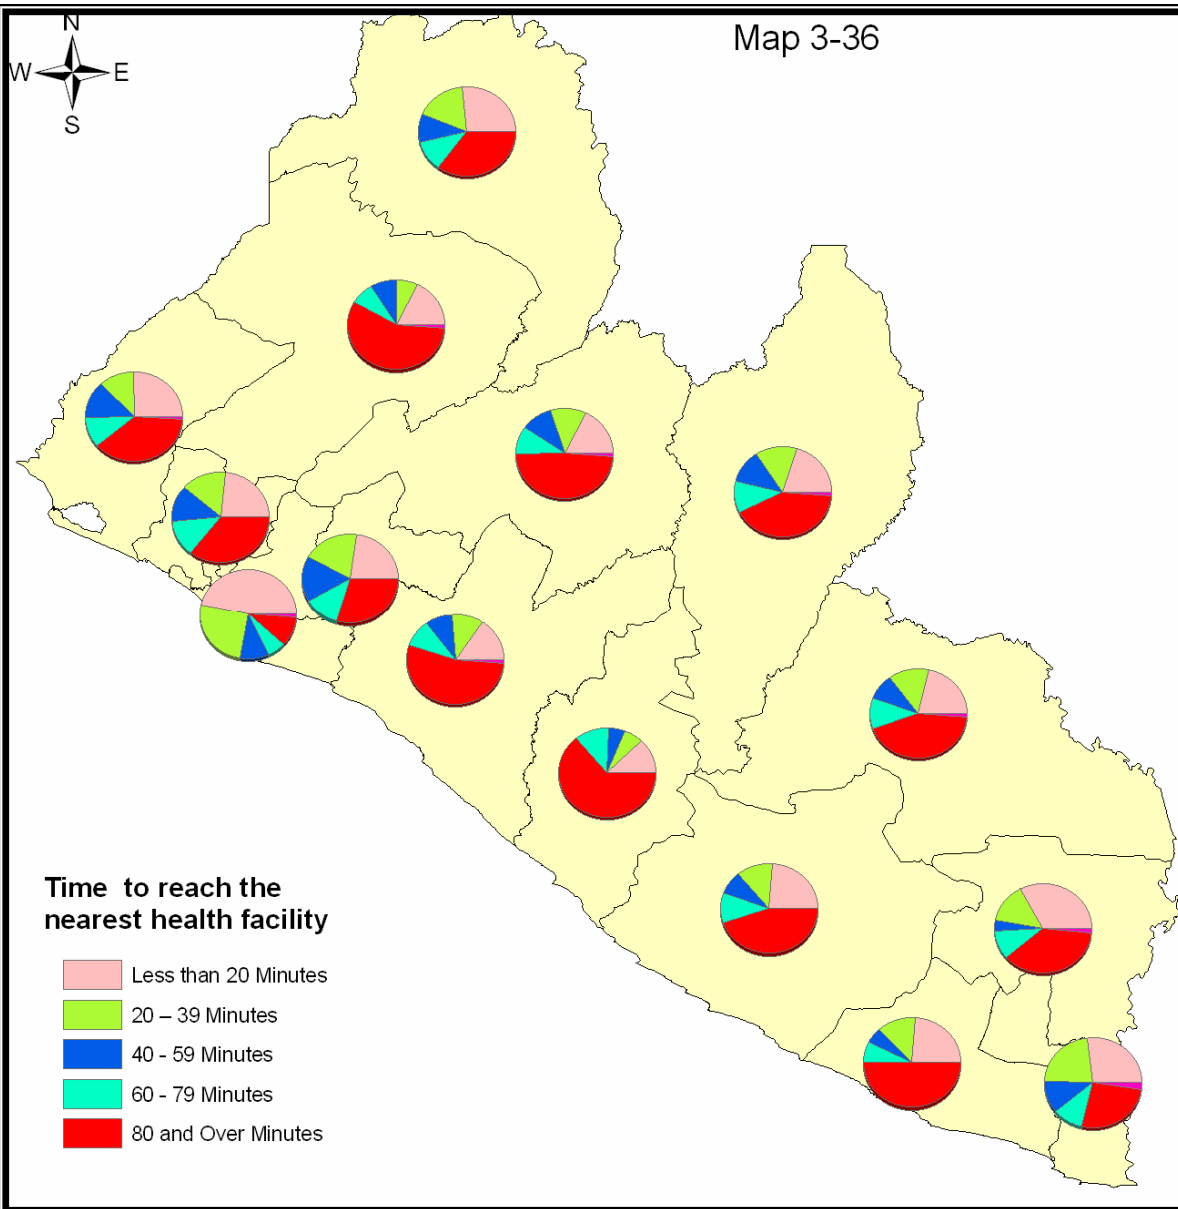 Map 3-36
N
W E
S
Time to reach the
nearest health facility
Less than 20 Minutes
20 – 39 Minutes
40 - 59 Minutes
60 - 79 Minutes
80 and Over Minutes